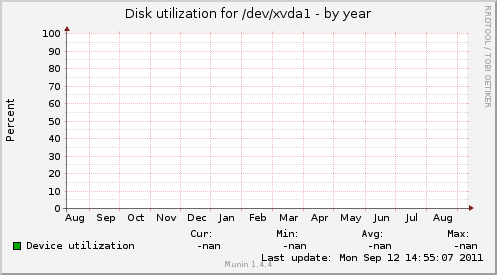 Disk utilization for /dev/xvda1 - by year
RRDTOOL / TOBI OETIKER
Percent
100
90
80
70
60
50
40
30
20
10
0
Aug Sep Oct Nov Dec Jan Feb Mar Apr May Jun Jul Aug
Cur: Min: Avg: Max:
Device utilization -nan -nan -nan -nan
Last update: Mon Sep 12 14:55:07 2011
Munin 1.4.4